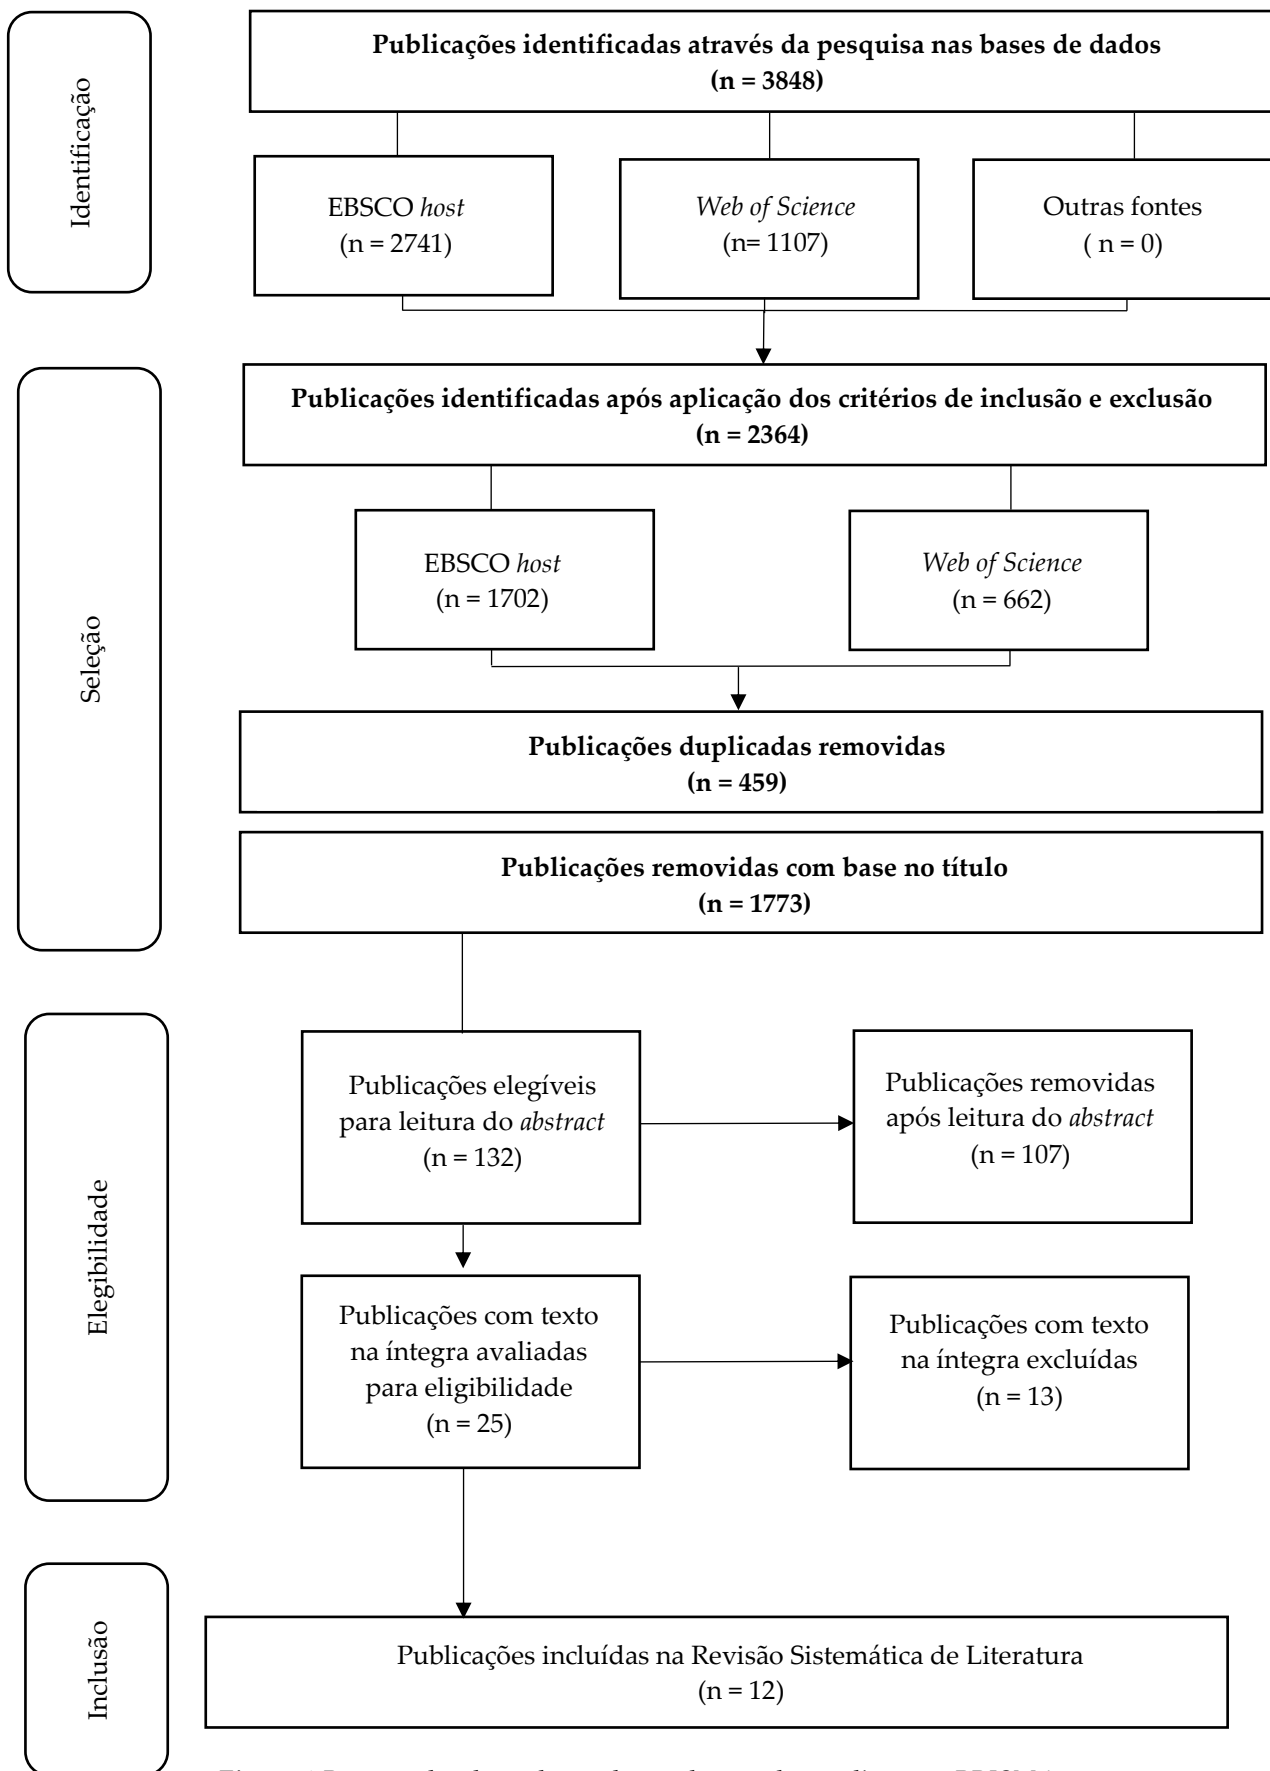 Identificação
Publicações identificadas através da pesquisa nas bases de dados
(n = 3848)
EBSCO host
(n = 2741)
Web of Science
(n= 1107)
Outras fontes
( n = 0)
Seleção
Publicações identificadas após aplicação dos critérios de inclusão e exclusão
(n = 2364)
EBSCO host
(n = 1702)
Web of Science
(n = 662)
Publicações duplicadas removidas
(n = 459)
Publicações removidas com base no título
(n = 1773)
Elegibilidade
Publicações elegíveis
para leitura do abstract
(n = 132)
Publicações removidas
após leitura do abstract
(n = 107)
Publicações com texto
na íntegra avaliadas
para eligibilidade
(n = 25)
Publicações com texto
na íntegra excluídas
(n = 13)
Inclusão
Publicações incluídas na Revisão Sistemática de Literatura
(n = 12)